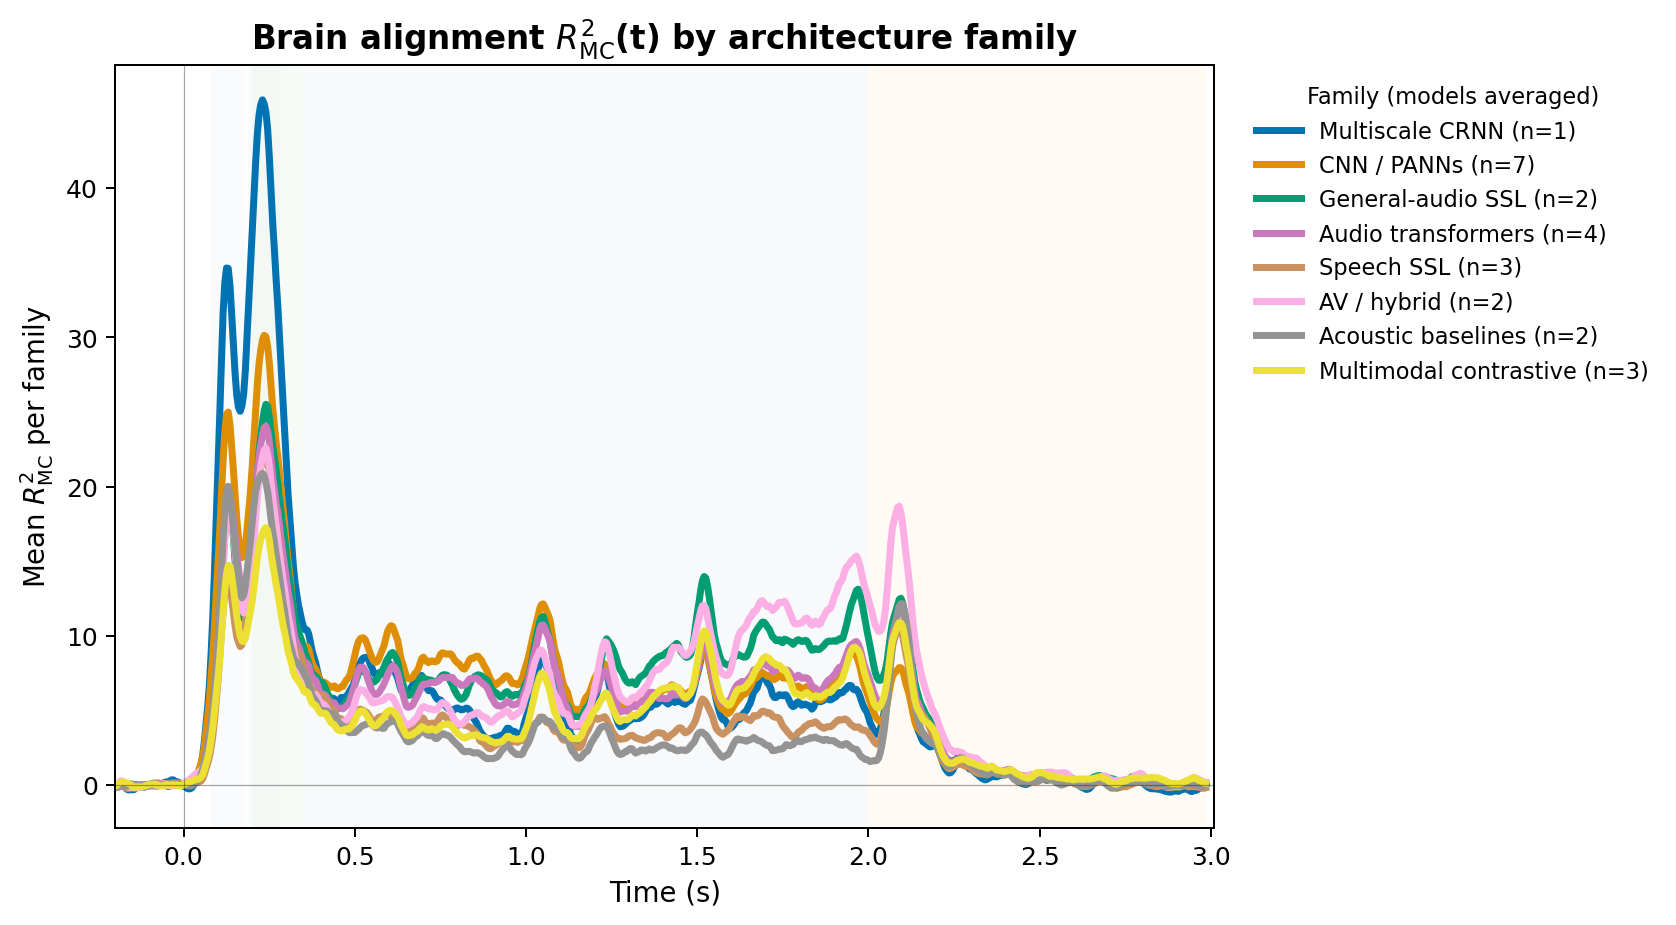 Brain alignment R²MC(t) by architecture family
Mean R²MC per family
40
30
20
10
0
0.0 0.5 1.0 1.5 2.0 2.5 3.0
Time (s)
Family (models averaged)
Multiscale CRNN (n=1)
CNN / PANNs (n=7)
General-audio SSL (n=2)
Audio transformers (n=4)
Speech SSL (n=3)
AV / hybrid (n=2)
Acoustic baselines (n=2)
Multimodal contrastive (n=3)